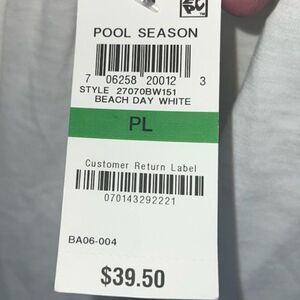 POOL SEASON
7 06258 20012 3
STYLE 27070BW151
BEACH DAY WHITE
PL
Customer Return Label
070143292221
BA06-004
$39.50